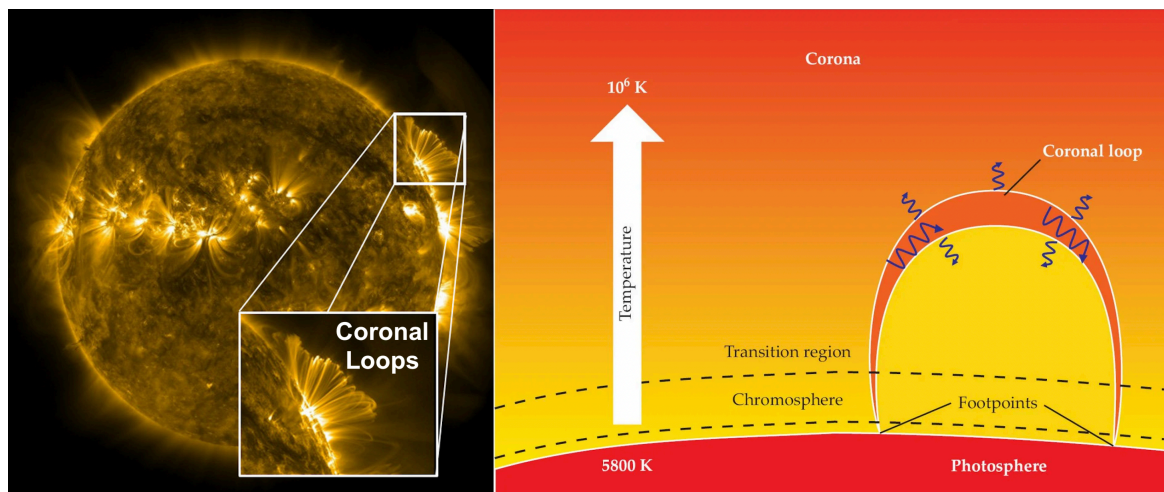 Coronal
Loops
Corona
10⁶ K
Coronal loop
Temperature
Transition region
Chromosphere
Footpoints
5800 K
Photosphere